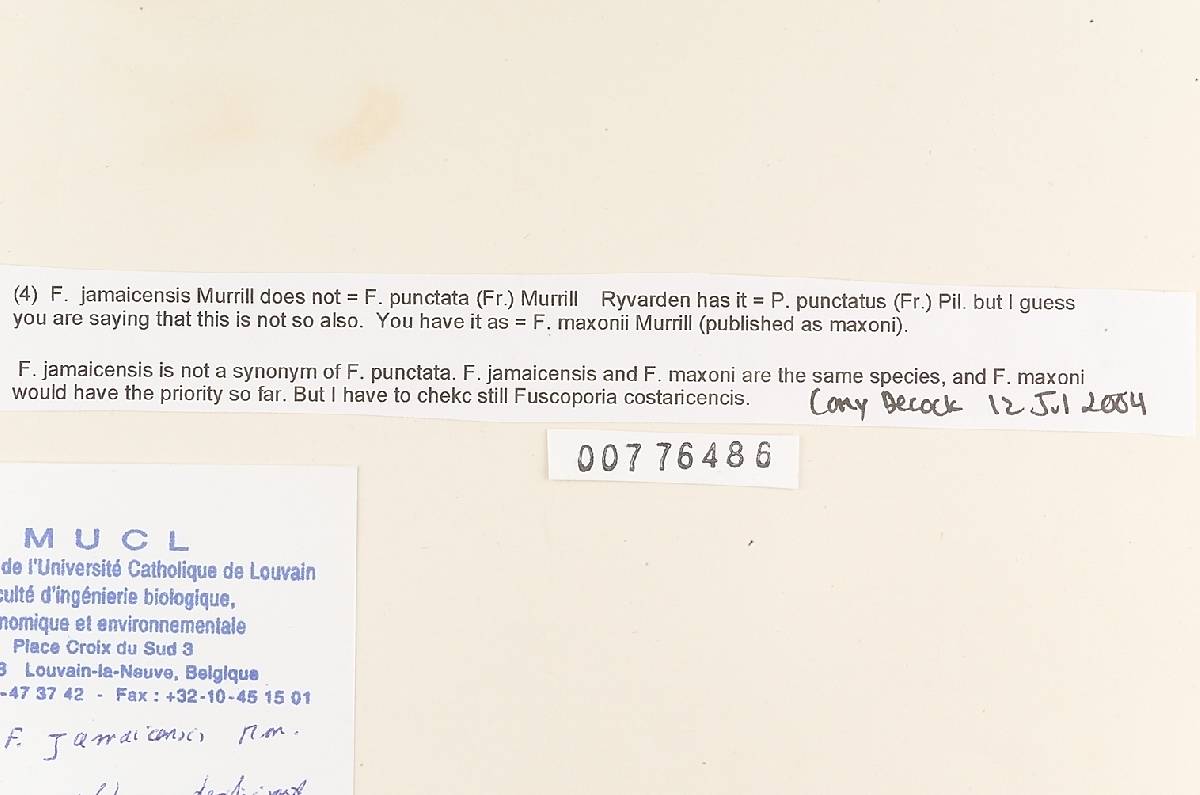 (4) F. jamaicensis Murrill does not = F. punctata (Fr.) Murrill Ryvarden has it = P. punctatus (Fr.) Pil. but I guess
you are saying that this is not so also. You have it as = F. maxonii Murrill (published as maxoni).
F. jamaicensis is not a synonym of F. punctata. F. jamaicensis and F. maxoni are the same species, and F. maxoni
would have the priority so far. But I have to chekc still Fuscoporia costaricencis. Cony Decock 12 Jul 2004
00776486
MUCL
de l'Université Catholique de Louvain
culté d'ingénierie biologique,
nomique et environnementale
Place Croix du Sud 3
Louvain-la-Neuve, Belgique
-47 37 42 - Fax : +32-10-45 15 01
F. jamaicensis